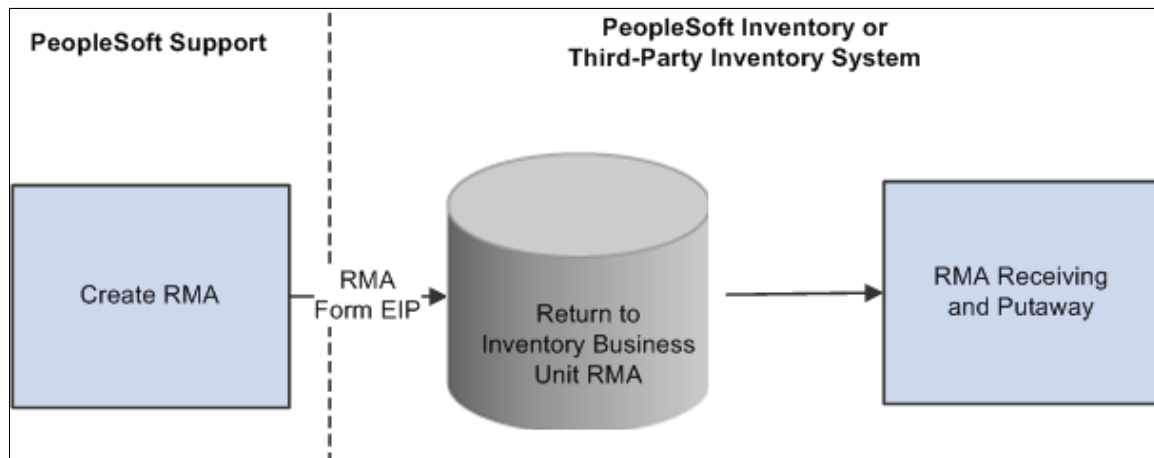 PeopleSoft Support
PeopleSoft Inventory or
Third-Party Inventory System
Create RMA
RMA
Form EIP
Return to
Inventory Business
Unit RMA
RMA Receiving
and Putaway